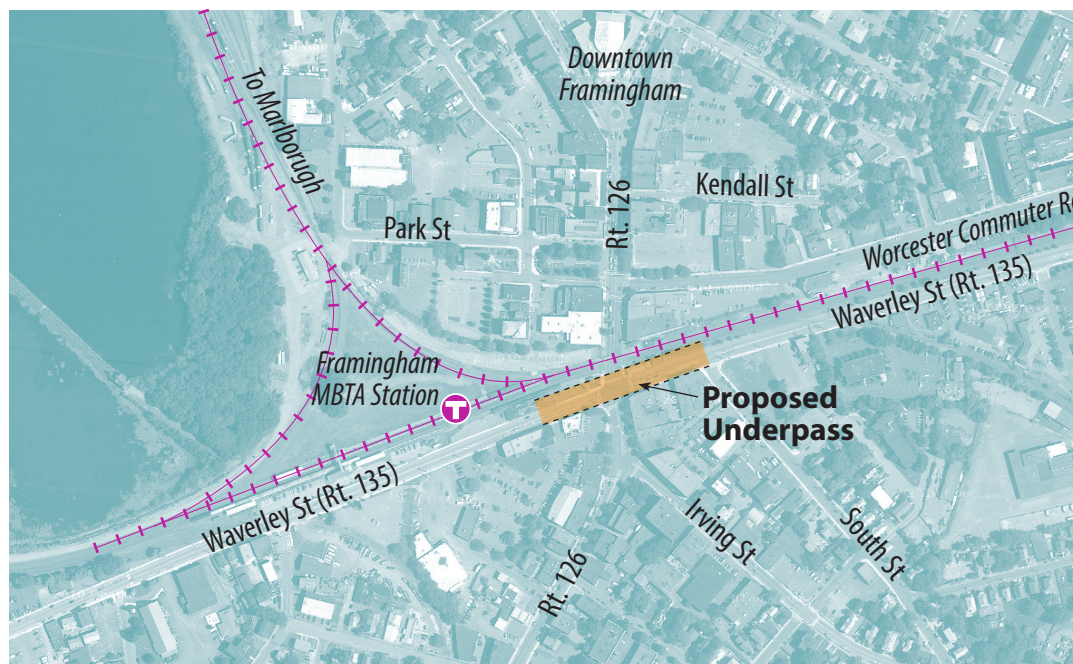 Downtown
Framingham
To Marlborough
Kendall St
Rt. 126
Park St
Worcester Commuter Ra
Waverley St (Rt. 135)
Framingham
MBTA Station
T
Proposed
Underpass
Waverley St (Rt. 135)
Irving St
South St
Rt. 126